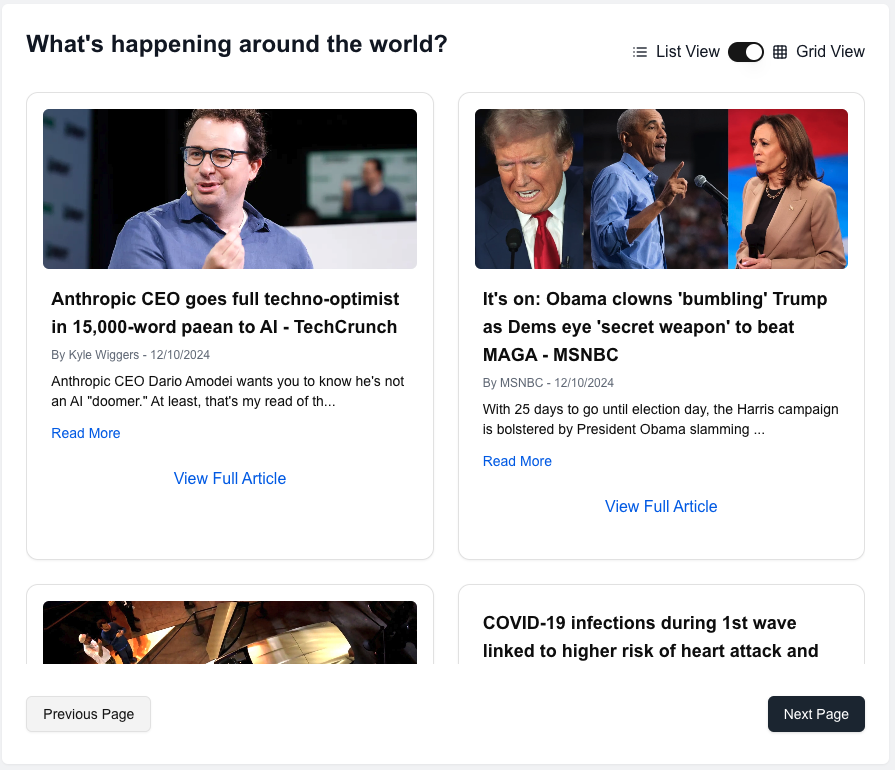 What's happening around the world?
List View
Grid View
Anthropic CEO goes full techno-optimist
in 15,000-word paean to AI - TechCrunch
By Kyle Wiggers - 12/10/2024
Anthropic CEO Dario Amodei wants you to know he's not
an AI "doomer." At least, that's my read of th...
Read More
View Full Article
It's on: Obama clowns 'bumbling' Trump
as Dems eye 'secret weapon' to beat
MAGA - MSNBC
By MSNBC - 12/10/2024
With 25 days to go until election day, the Harris campaign
is bolstered by President Obama slamming ...
Read More
View Full Article
COVID-19 infections during 1st wave
linked to higher risk of heart attack and
Previous Page
Next Page